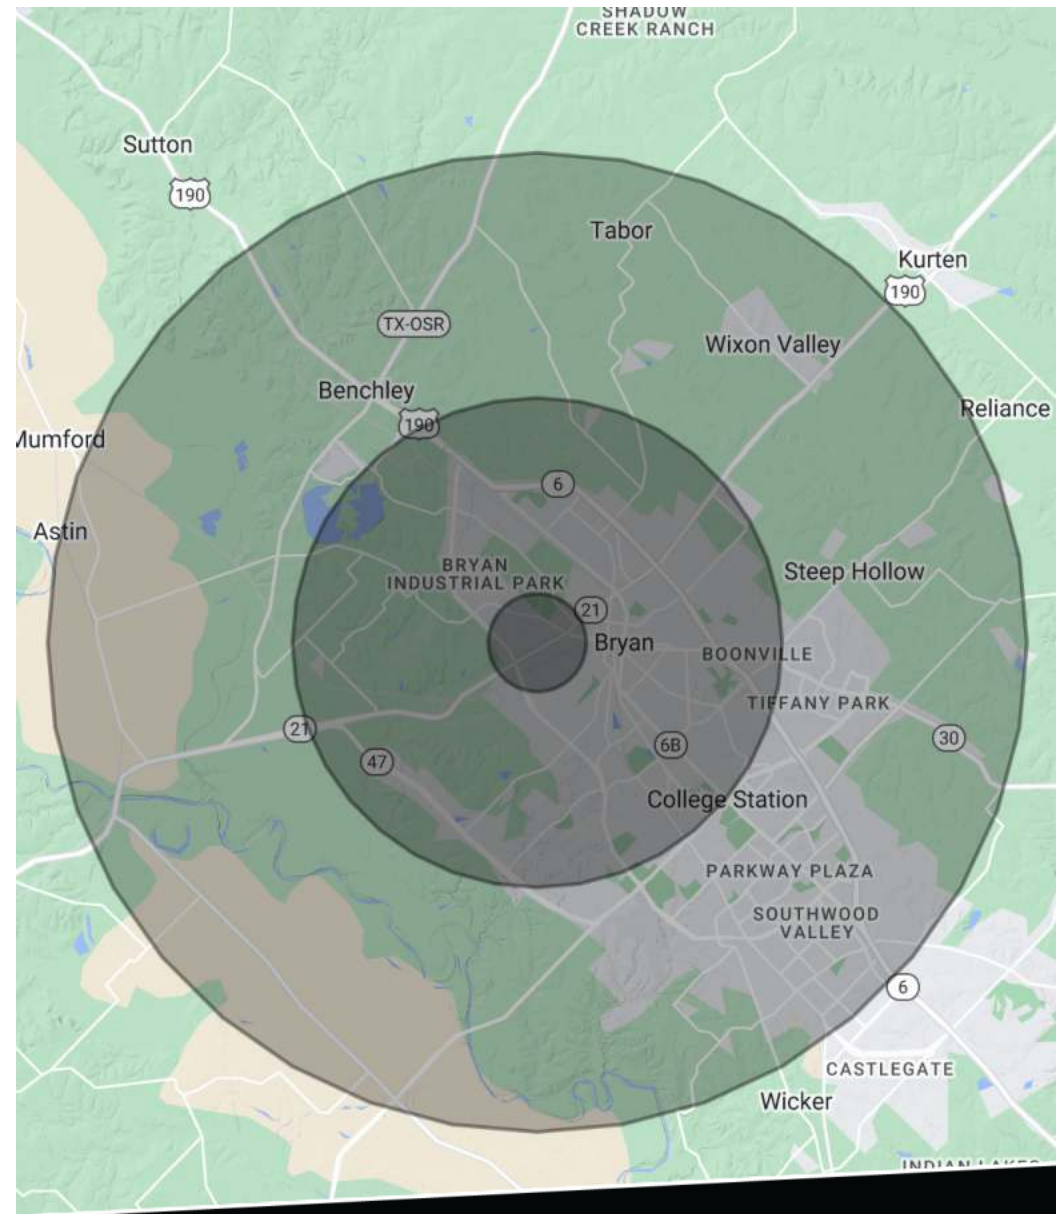 SHADOW
CREEK RANCH
Sutton
190
Tabor
Kurten
190
TX-OSR
Wixon Valley
Benchley
Reliance
190
Mumford
6
Astin
BRYAN
INDUSTRIAL PARK
Steep Hollow
21
Bryan
BOONVILLE
TIFFANY PARK
21
30
6B
47
College Station
PARKWAY PLAZA
SOUTHWOOD
VALLEY
6
CASTLEGATE
Wicker
INDIAN LAKES